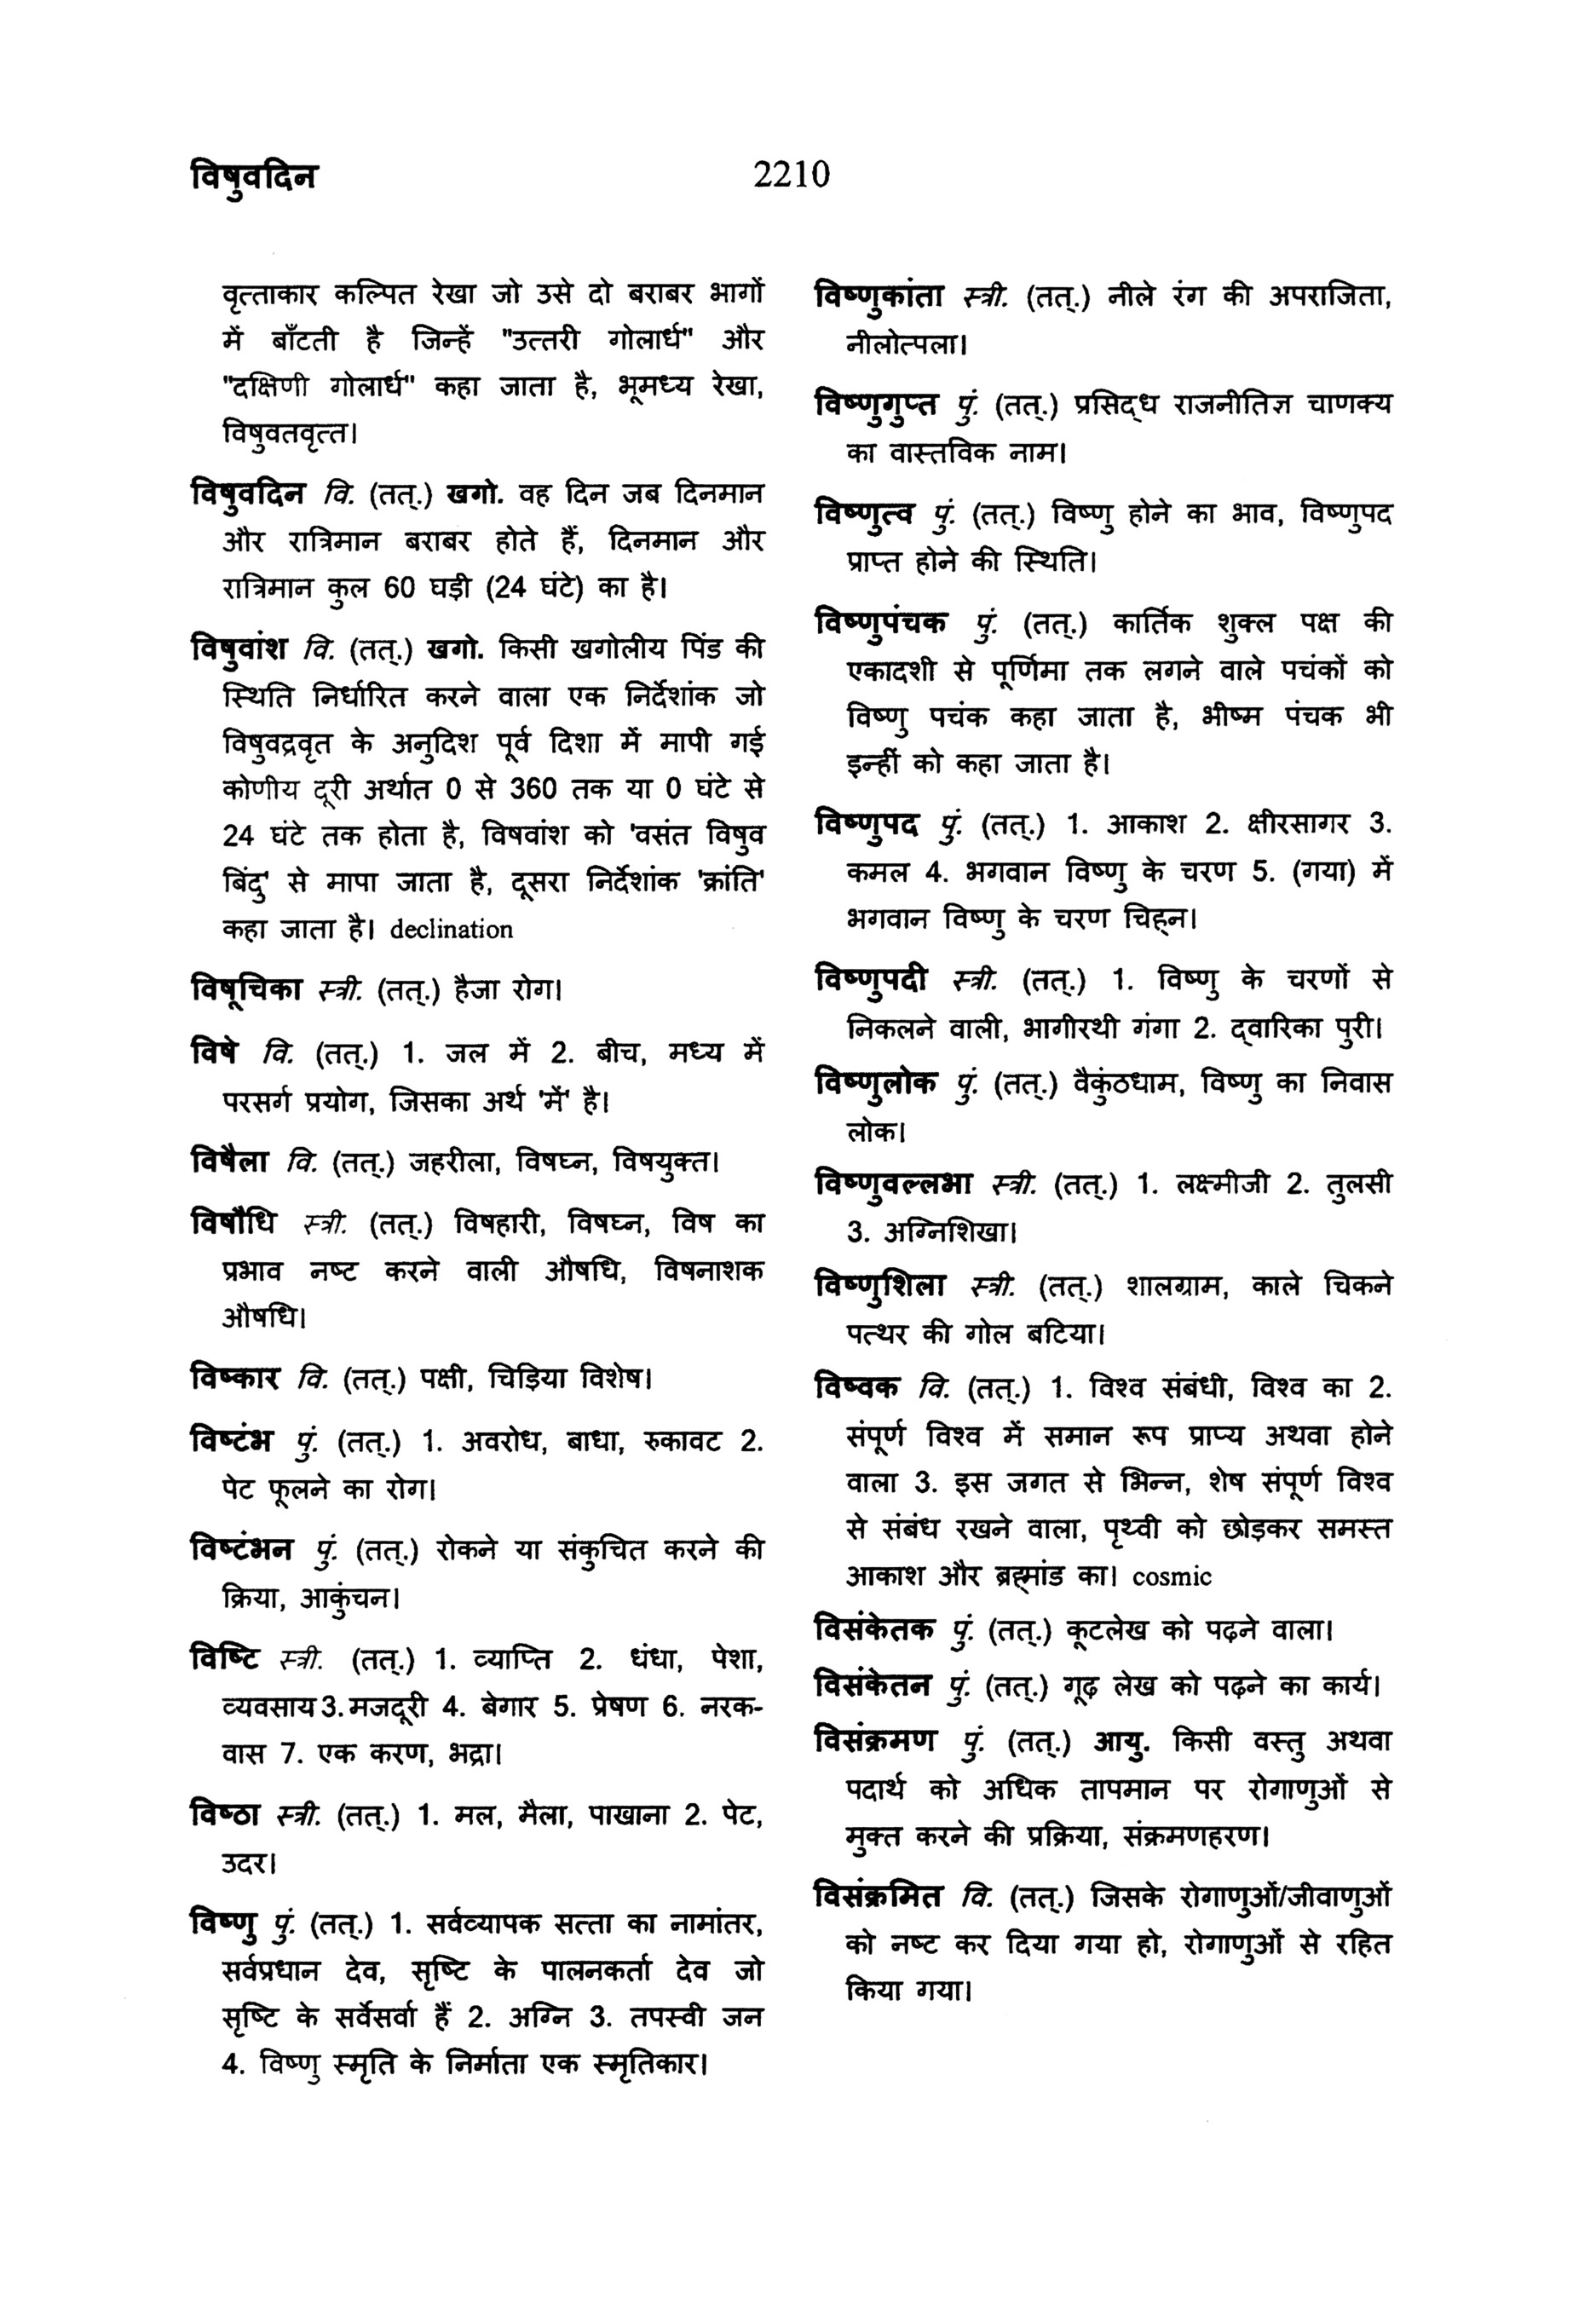 विषुवदिन
2210
वृत्ताकार कल्पित रेखा जो उसे दो बराबर भागों
में बाँटती है जिन्हें "उत्तरी गोलार्ध" और
"दक्षिणी गोलार्ध" कहा जाता है, भूमध्य रेखा,
विषुवतवृत्त।
विषुवदिन वि. (तत्.) खगो. वह दिन जब दिनमान
और रात्रिमान बराबर होते हैं, दिनमान और
रात्रिमान कुल 60 घड़ी (24 घंटे) का है।
विषुवांश वि. (तत्.) खगो. किसी खगोलीय पिंड की
स्थिति निर्धारित करने वाला एक निर्देशांक जो
विषुवद्रवृत के अनुदिश पूर्व दिशा में मापी गई
कोणीय दूरी अर्थात 0 से 360 तक या 0 घंटे से
24 घंटे तक होता है, विषवांश को 'वसंत विषुव
बिंदु' से मापा जाता है, दूसरा निर्देशांक 'क्रांति'
कहा जाता है। declination
विषूचिका स्त्री. (तत्.) हैजा रोग।
विषे वि. (तत्.) 1. जल में 2. बीच, मध्य में
परसर्ग प्रयोग, जिसका अर्थ 'में' है।
विषैला वि. (तत्.) जहरीला, विषघ्न, विषयुक्त।
विषौधि स्त्री. (तत्.) विषहारी, विषघ्न, विष का
प्रभाव नष्ट करने वाली औषधि, विषनाशक
औषधि।
विष्कार वि. (तत्.) पक्षी, चिड़िया विशेष।
विष्टंभ पुं. (तत्.) 1. अवरोध, बाधा, रुकावट 2.
पेट फूलने का रोग।
विष्टंभन पुं. (तत्.) रोकने या संकुचित करने की
क्रिया, आकुंचन।
विष्टि स्त्री. (तत्.) 1. व्याप्ति 2. धंधा, पेशा,
व्यवसाय 3. मजदूरी 4. बेगार 5. प्रेषण 6. नरक-
वास 7. एक करण, भद्रा।
विष्ठा स्त्री. (तत्.) 1. मल, मैला, पाखाना 2. पेट,
उदर।
विष्णु पुं. (तत्.) 1. सर्वव्यापक सत्ता का नामांतर,
सर्वप्रधान देव, सृष्टि के पालनकर्ता देव जो
सृष्टि के सर्वेसर्वा हैं 2. अग्नि 3. तपस्वी जन
4. विष्णु स्मृति के निर्माता एक स्मृतिकार।
विष्णुकांता स्त्री. (तत्.) नीले रंग की अपराजिता,
नीलोत्पला।
विष्णुगुप्त पुं. (तत्.) प्रसिद्ध राजनीतिज्ञ चाणक्य
का वास्तविक नाम।
विष्णुत्व पुं. (तत्.) विष्णु होने का भाव, विष्णुपद
प्राप्त होने की स्थिति।
विष्णुपंचक पुं. (तत्.) कार्तिक शुक्ल पक्ष की
एकादशी से पूर्णिमा तक लगने वाले पचंकों को
विष्णु पचंक कहा जाता है, भीष्म पंचक भी
इन्हीं को कहा जाता है।
विष्णुपद पुं. (तत्.) 1. आकाश 2. क्षीरसागर 3.
कमल 4. भगवान विष्णु के चरण 5. (गया) में
भगवान विष्णु के चरण चिह्न।
विष्णुपदी स्त्री. (तत्.) 1. विष्णु के चरणों से
निकलने वाली, भागीरथी गंगा 2. द्वारिका पुरी।
विष्णुलोक पुं. (तत्.) वैकुंठधाम, विष्णु का निवास
लोक।
विष्णुवल्लभा स्त्री. (तत्.) 1. लक्ष्मीजी 2. तुलसी
3. अग्निशिखा।
विष्णुशिला स्त्री. (तत्.) शालग्राम, काले चिकने
पत्थर की गोल बटिया।
विष्वक वि. (तत्.) 1. विश्व संबंधी, विश्व का 2.
संपूर्ण विश्व में समान रूप प्राप्य अथवा होने
वाला 3. इस जगत से भिन्न, शेष संपूर्ण विश्व
से संबंध रखने वाला, पृथ्वी को छोड़कर समस्त
आकाश और ब्रह्मांड का। cosmic
विसंकेतक पुं. (तत्.) कूटलेख को पढ़ने वाला।
विसंकेतन पुं. (तत्.) गूढ़ लेख को पढ़ने का कार्य।
विसंक्रमण पुं. (तत्.) आयु. किसी वस्तु अथवा
पदार्थ को अधिक तापमान पर रोगाणुओं से
मुक्त करने की प्रक्रिया, संक्रमणहरण।
विसंक्रमित वि. (तत्.) जिसके रोगाणुओं/जीवाणुओं
को नष्ट कर दिया गया हो, रोगाणुओं से रहित
किया गया।